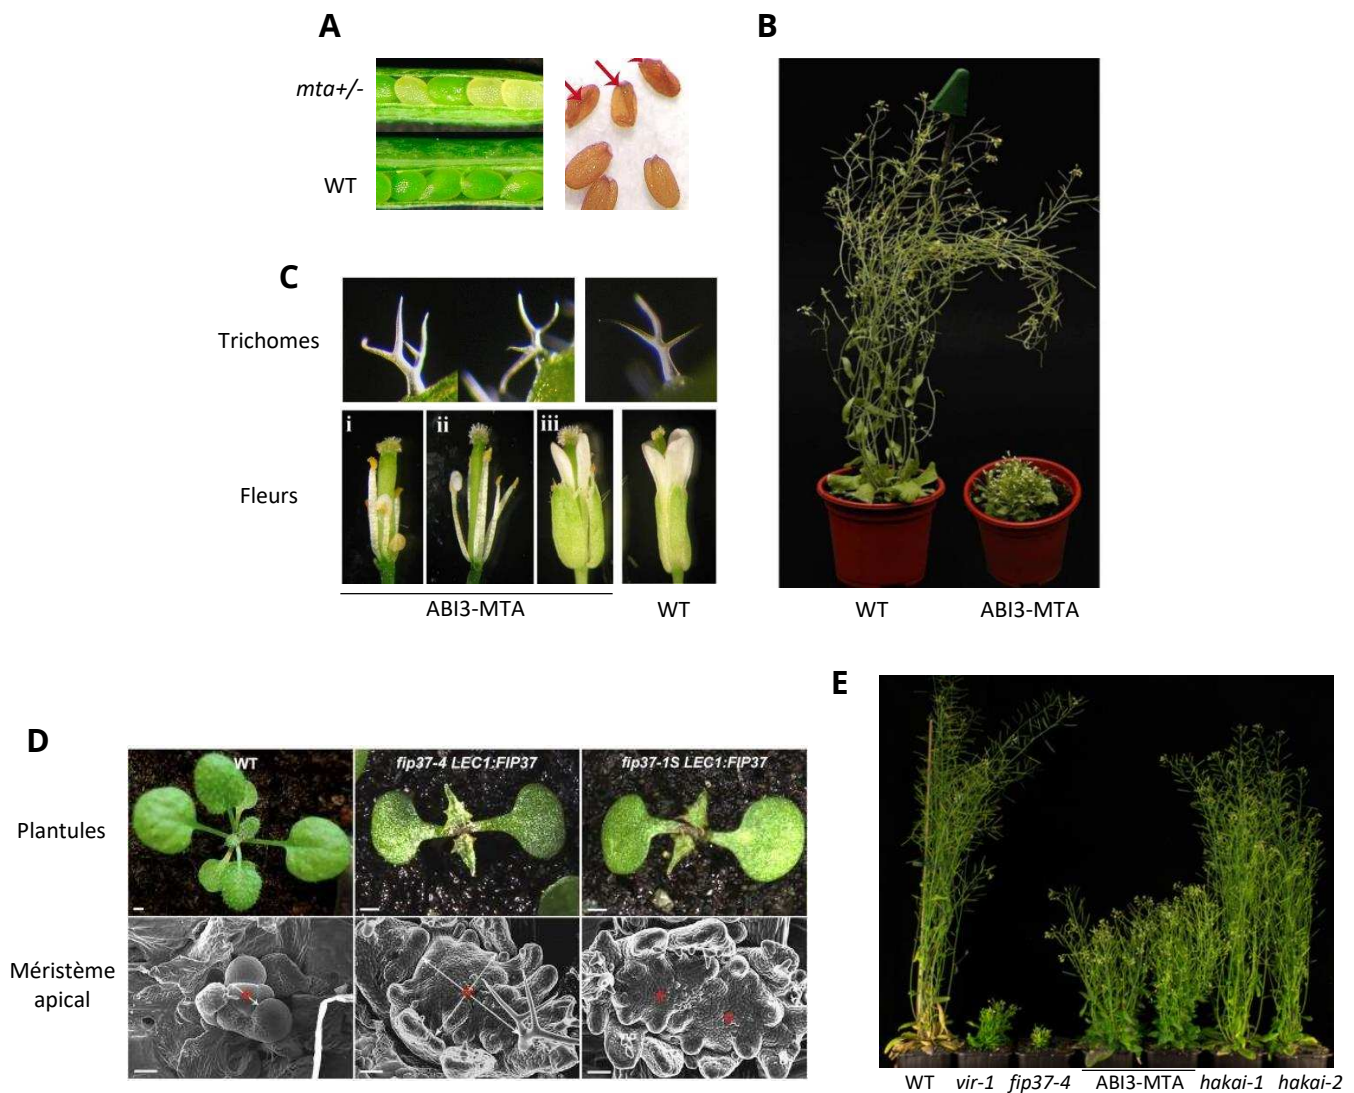 A
B
mta+/-
WT
C
Trichomes
i
ii
iii
Fleurs
ABI3-MTA
WT
WT
ABI3-MTA
E
D
WT
fip37-4 LEC1:FIP37
fip37-1S LEC1:FIP37
Plantules
Méristème
apical
WT
vir-1
fip37-4
ABI3-MTA
hakai-1
hakai-2